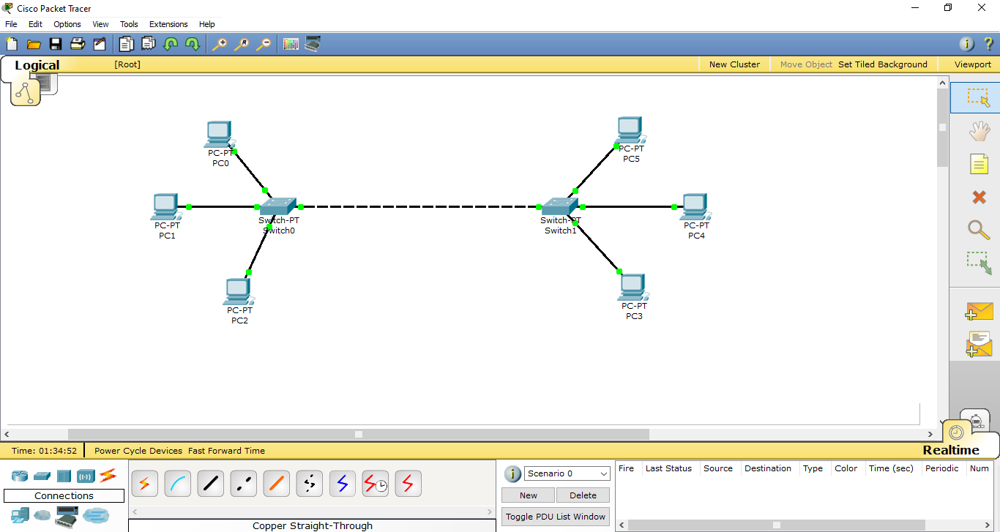 Cisco Packet Tracer
File Edit Options View Tools Extensions Help
Logical [Root] New Cluster Move Object Set Tiled Background Viewport
PC-PT
PC0
PC-PT
PC5
PC-PT
PC1
Switch-PT
Switch0
Switch-PT
Switch1
PC-PT
PC4
PC-PT
PC2
PC-PT
PC3
Time: 01:34:52 Power Cycle Devices Fast Forward Time Realtime
Scenario 0
Fire Last Status Source Destination Type Color Time (sec) Periodic Num
Connections
New Delete
Toggle PDU List Window
Copper Straight-Through